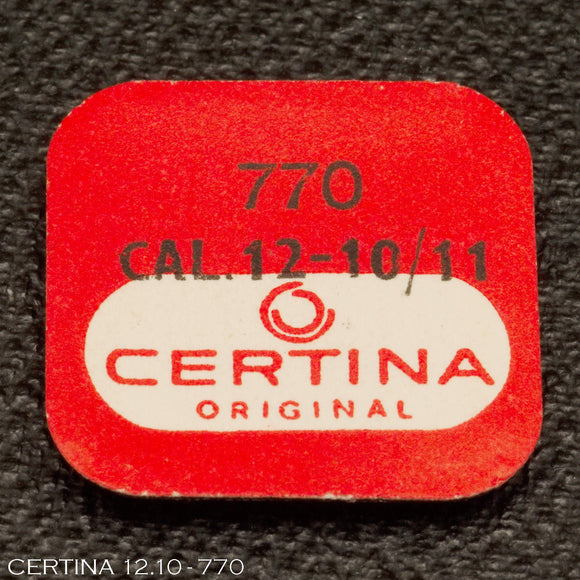 770
CAL. 12-10/11
CERTINA
ORIGINAL
CERTINA 12.10 - 770